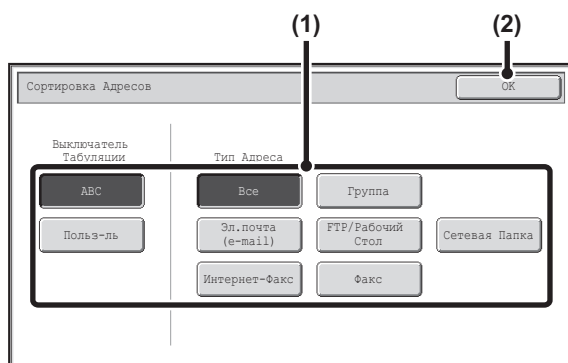 (1)
(2)
Сортировка Адресов
OK
Выключатель
Табуляции
Тип Адреса
ABC
Все
Группа
Польз-ль
Эл.почта
(e-mail)
FTP/Рабочий
Стол
Сетевая Папка
Интернет-Факс
Факс